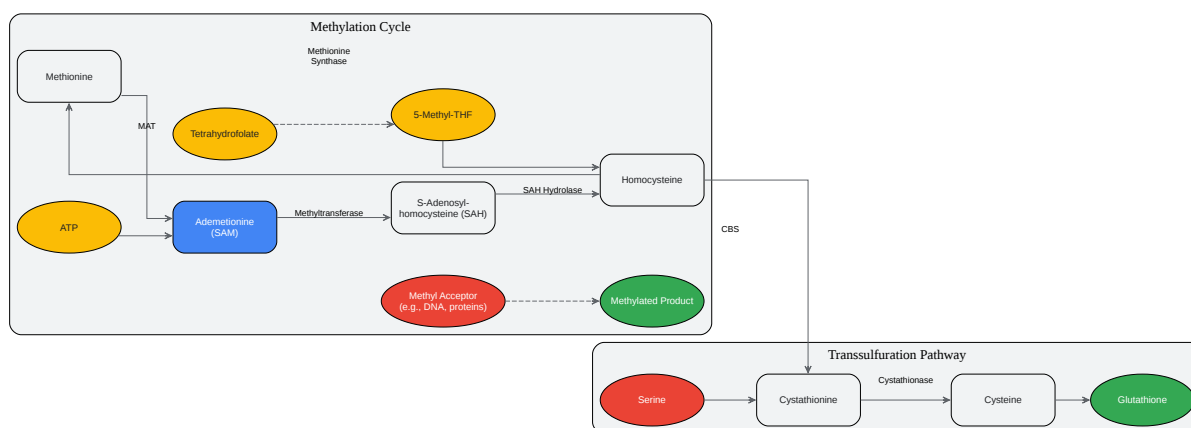 Methylation Cycle
Methionine
Synthase
Methionine
MAT
Tetrahydrofolate
5-Methyl-THF
Homocysteine
SAH Hydrolase
S-Adenosyl-
homocysteine (SAH)
Methyltransferase
Ademetionine
(SAM)
ATP
CBS
Methyl Acceptor
(e.g., DNA, proteins)
Methylated Product
Transsulfuration Pathway
Cystathionase
Serine
Cystathionine
Cysteine
Glutathione